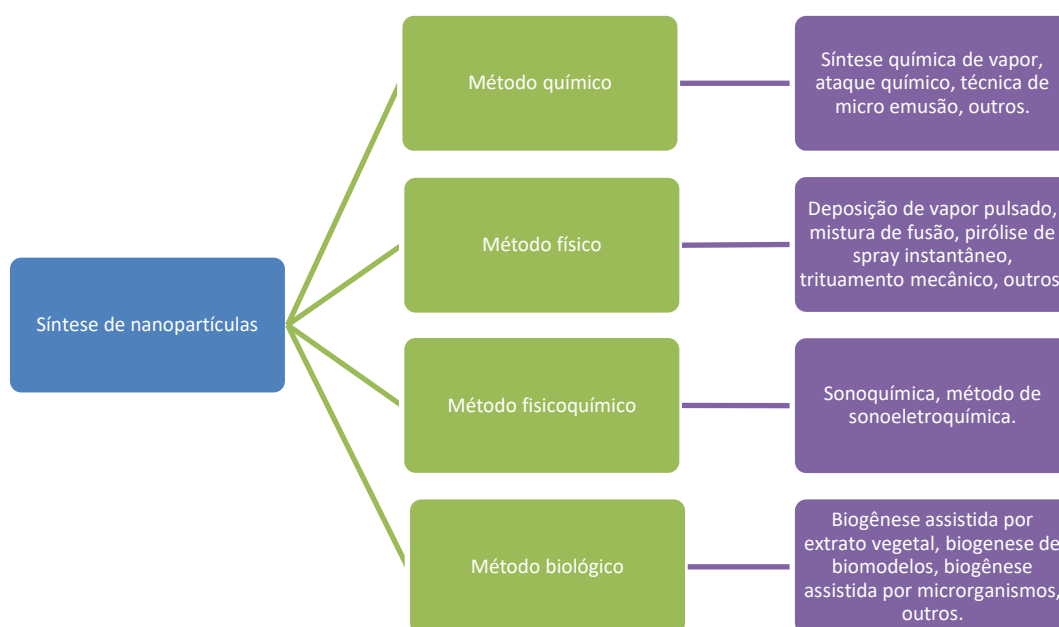 Síntese de nanopartículas
Método químico
Síntese química de vapor,
ataque químico, técnica de
micro emusão, outros.
Método físico
Deposição de vapor pulsado,
mistura de fusão, pirólise de
spray instantâneo,
trituamento mecânico, outros
Método fisicoquímico
Sonoquímica, método de
sonoeletroquímica.
Método biológico
Biogênese assistida por
extrato vegetal, biogenese de
biomodelos, biogênese
assistida por microrganismos,
outros.